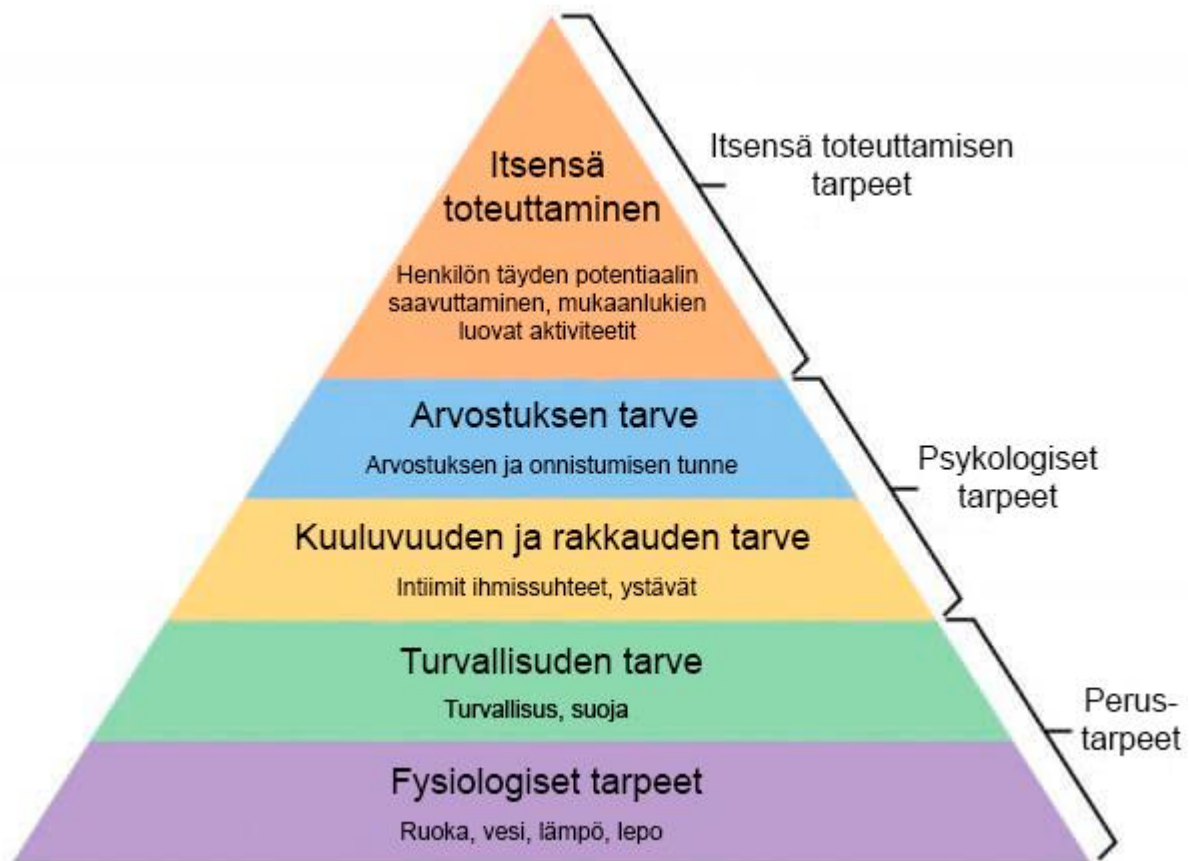 Itsensä
toteuttaminen
Henkilön täyden potentiaalin
saavuttaminen, mukaanlukien
luovat aktiviteetit
Itsensä toteuttamisen
tarpeet
Arvostuksen tarve
Arvostuksen ja onnistumisen tunne
Kuuluvuuden ja rakkauden tarve
Intiimit ihmissuhteet, ystävät
Psykologiset
tarpeet
Turvallisuden tarve
Turvallisus, suoja
Fysiologiset tarpeet
Ruoka, vesi, lämpö, lepo
Perus-
tarpeet